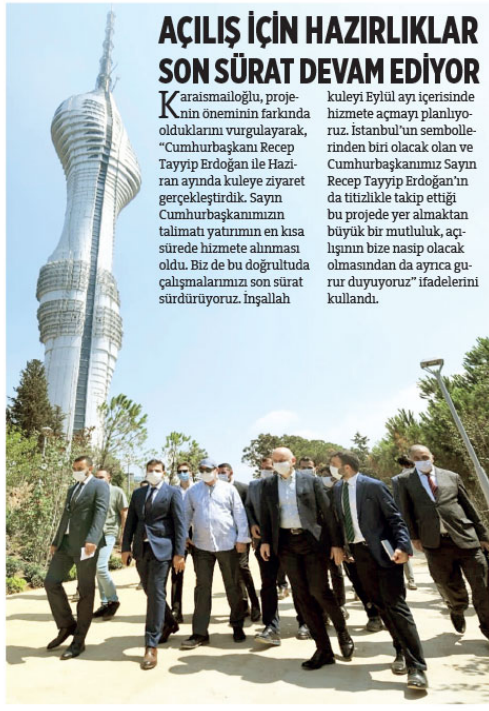 AÇILIŞ İÇİN HAZIRLIKLAR
SON SÜRAT DEVAM EDİYOR
Karaismailoğlu, proje-
nin öneminin farkında
olduklarını vurgulayarak,
“Cumhurbaşkanı Recep
Tayyip Erdoğan ile Hazi-
ran ayında kuleye ziyaret
gerçekleştirdik. Sayın
Cumhurbaşkanımızın
talimatı yatırımın en kısa
sürede hizmete alınması
oldu. Biz de bu doğrultuda
çalışmalarımızı son sürat
sürdürüyoruz. İnşallah
kuleyi Eylül ayı içerisinde
hizmete açmayı planlıyo-
ruz. İstanbul’un sembolle-
rinden biri olacak olan ve
Cumhurbaşkanımız Sayın
Recep Tayyip Erdoğan’ın
da titizlikle takip ettiği
bu projede yer almaktan
büyük bir mutluluk, açı-
lışının bize nasip olacak
olmasından da ayrıca gu-
rur duyuyoruz” ifadelerini
kullandı.